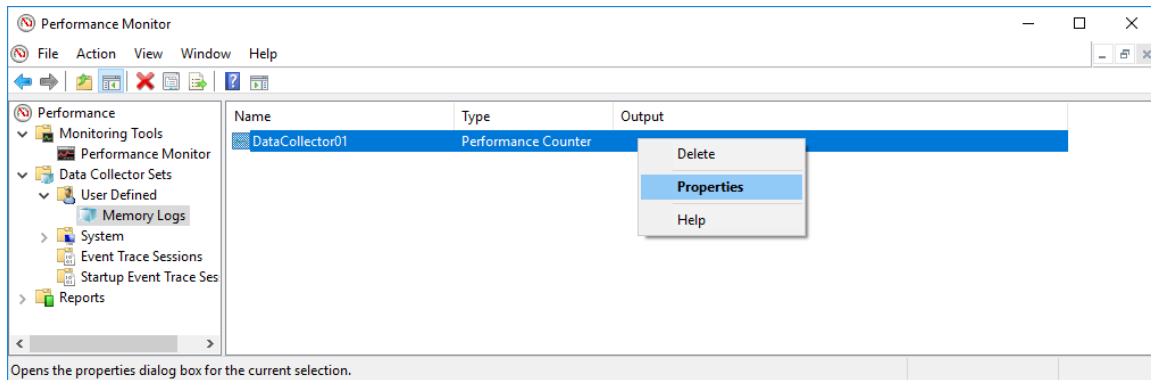 Performance Monitor
File Action View Window Help
Performance
Monitoring Tools
Performance Monitor
Data Collector Sets
User Defined
Memory Logs
System
Event Trace Sessions
Startup Event Trace Ses
Reports
Name Type Output
DataCollector01 Performance Counter
Delete
Properties
Help
Opens the properties dialog box for the current selection.